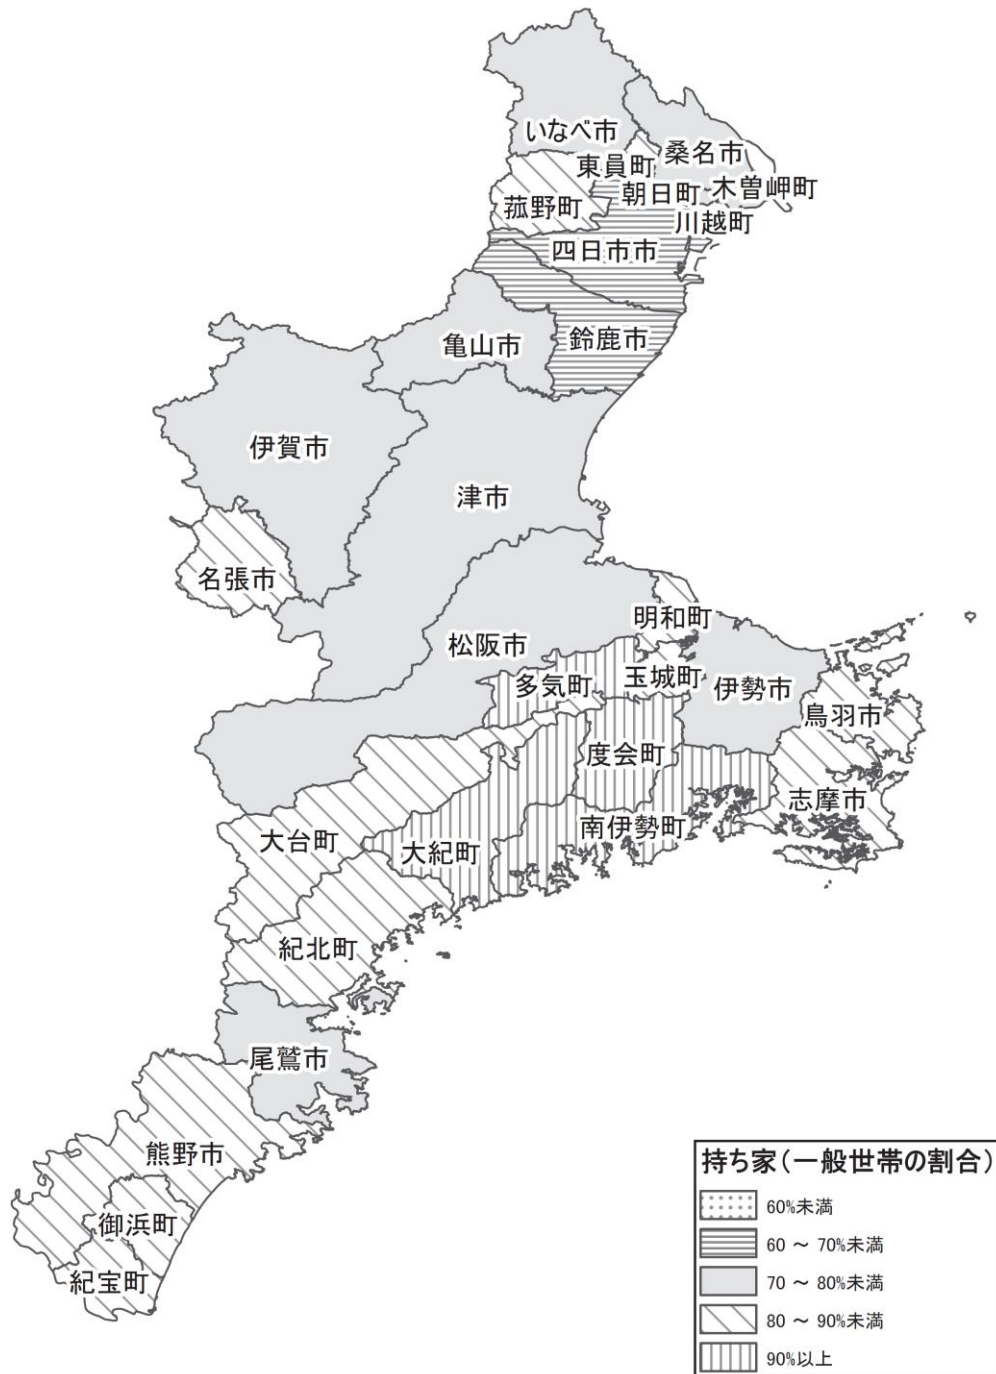 いなべ市
桑名市
東員町
朝日町
木曽岬町
菰野町
川越町
四日市市
鈴鹿市
亀山市
伊賀市
津市
名張市
明和町
松阪市
玉城町
多気町
伊勢市
鳥羽市
度会町
志摩市
南伊勢町
大台町
大紀町
紀北町
尾鷲市
熊野市
御浜町
紀宝町
持ち家(一般世帯の割合)
60%未満
60 ~ 70%未満
70 ~ 80%未満
80 ~ 90%未満
90%以上